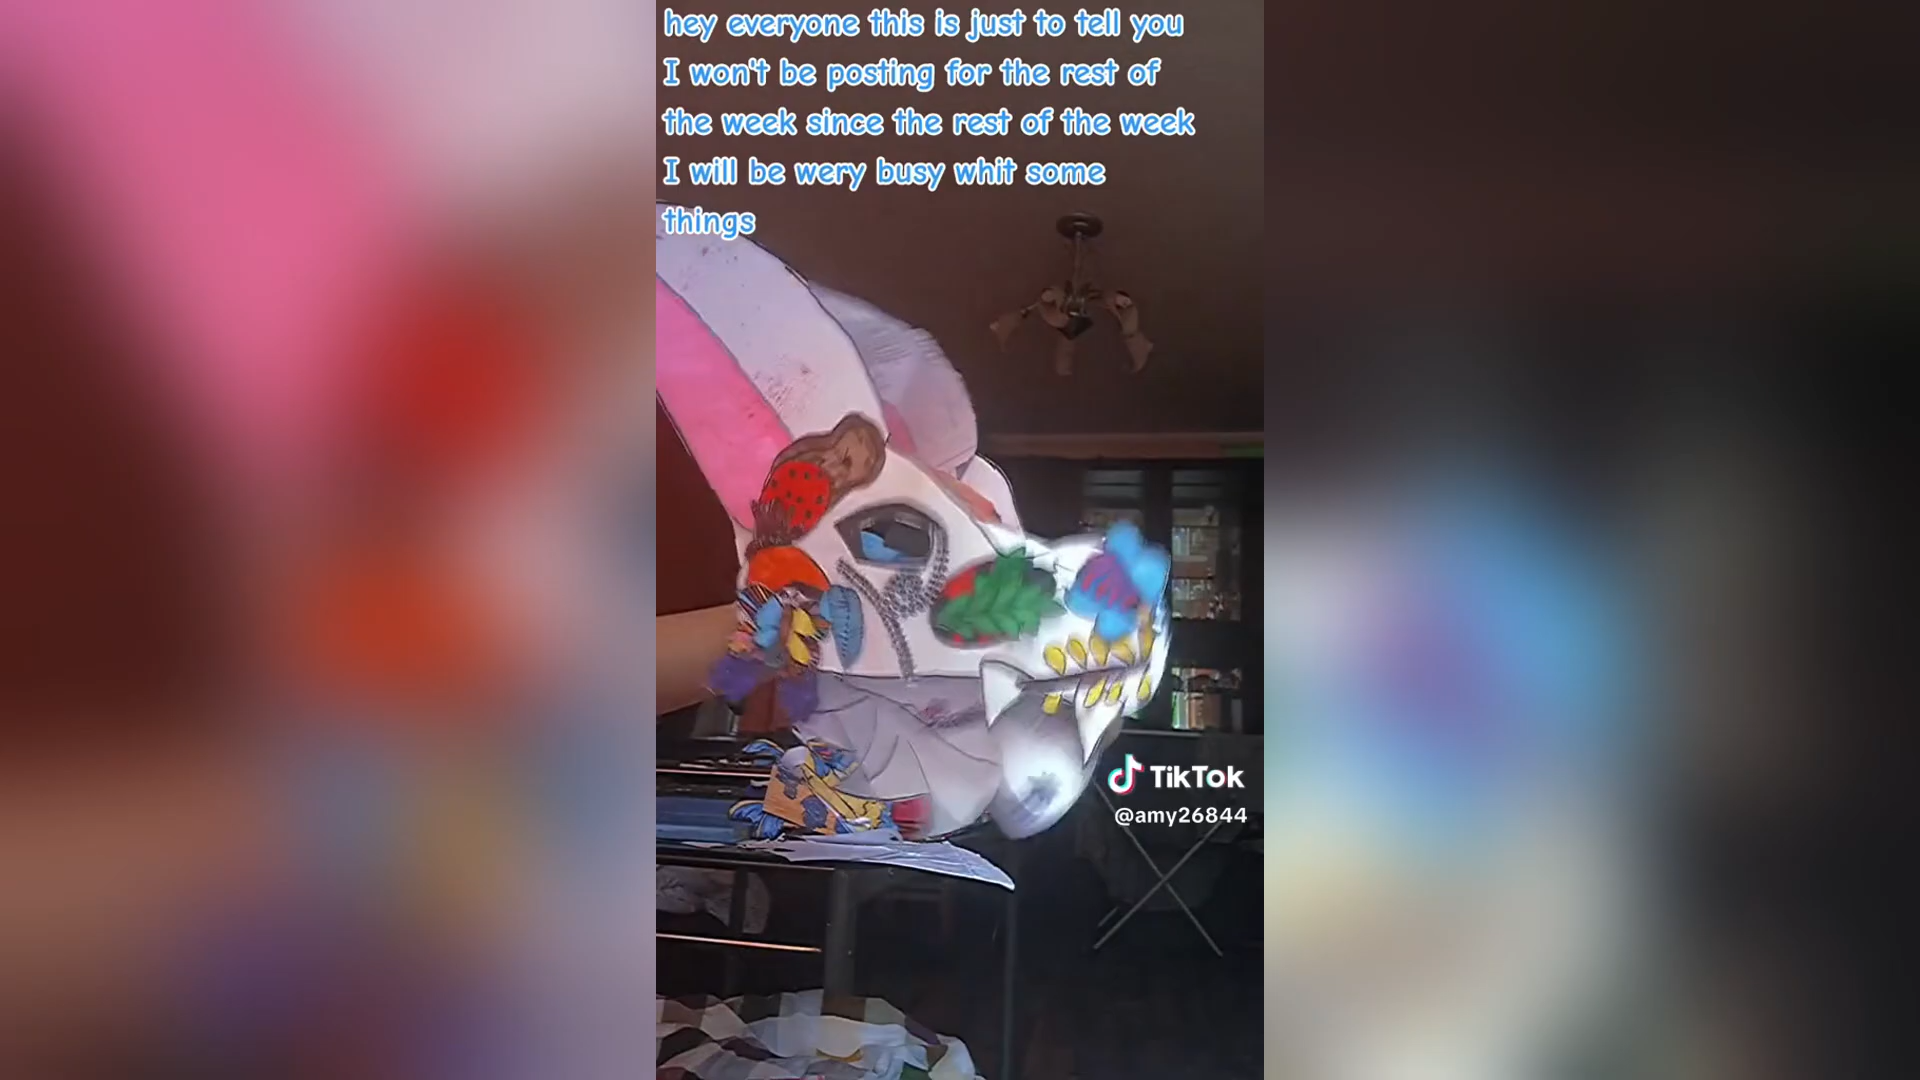 hey everyone this is just to tell you
I won't be posting for the rest of
the week since the rest of the week
I will be wery busy whit some
things
TikTok
@amy26844